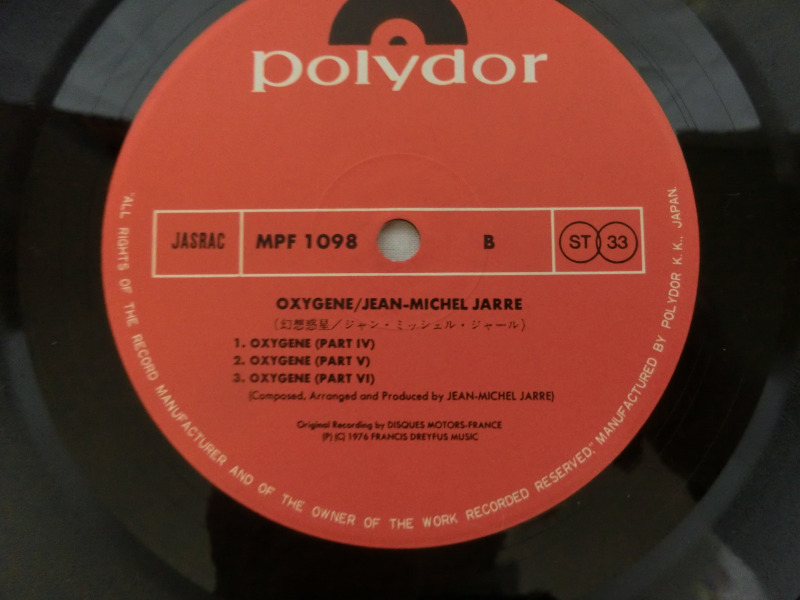 polydor
JASRAC MPF 1098 B ST 33
OXYGENE/JEAN-MICHEL JARRE
(幻想惑星/ジャン・ミッシェル・ジャール)
1. OXYGENE (PART IV)
2. OXYGENE (PART V)
3. OXYGENE (PART VI)
(Composed, Arranged and Produced by JEAN-MICHEL JARRE)
Original Recording by DISQUES MOTORS-FRANCE
(P) (C) 1976 FRANCIS DREYFUS MUSIC
"ALL RIGHTS OF THE RECORD MANUFACTURER AND OF THE OWNER OF THE WORK RECORDED RESERVED," MANUFACTURED BY POLYDOR K.K., JAPAN.